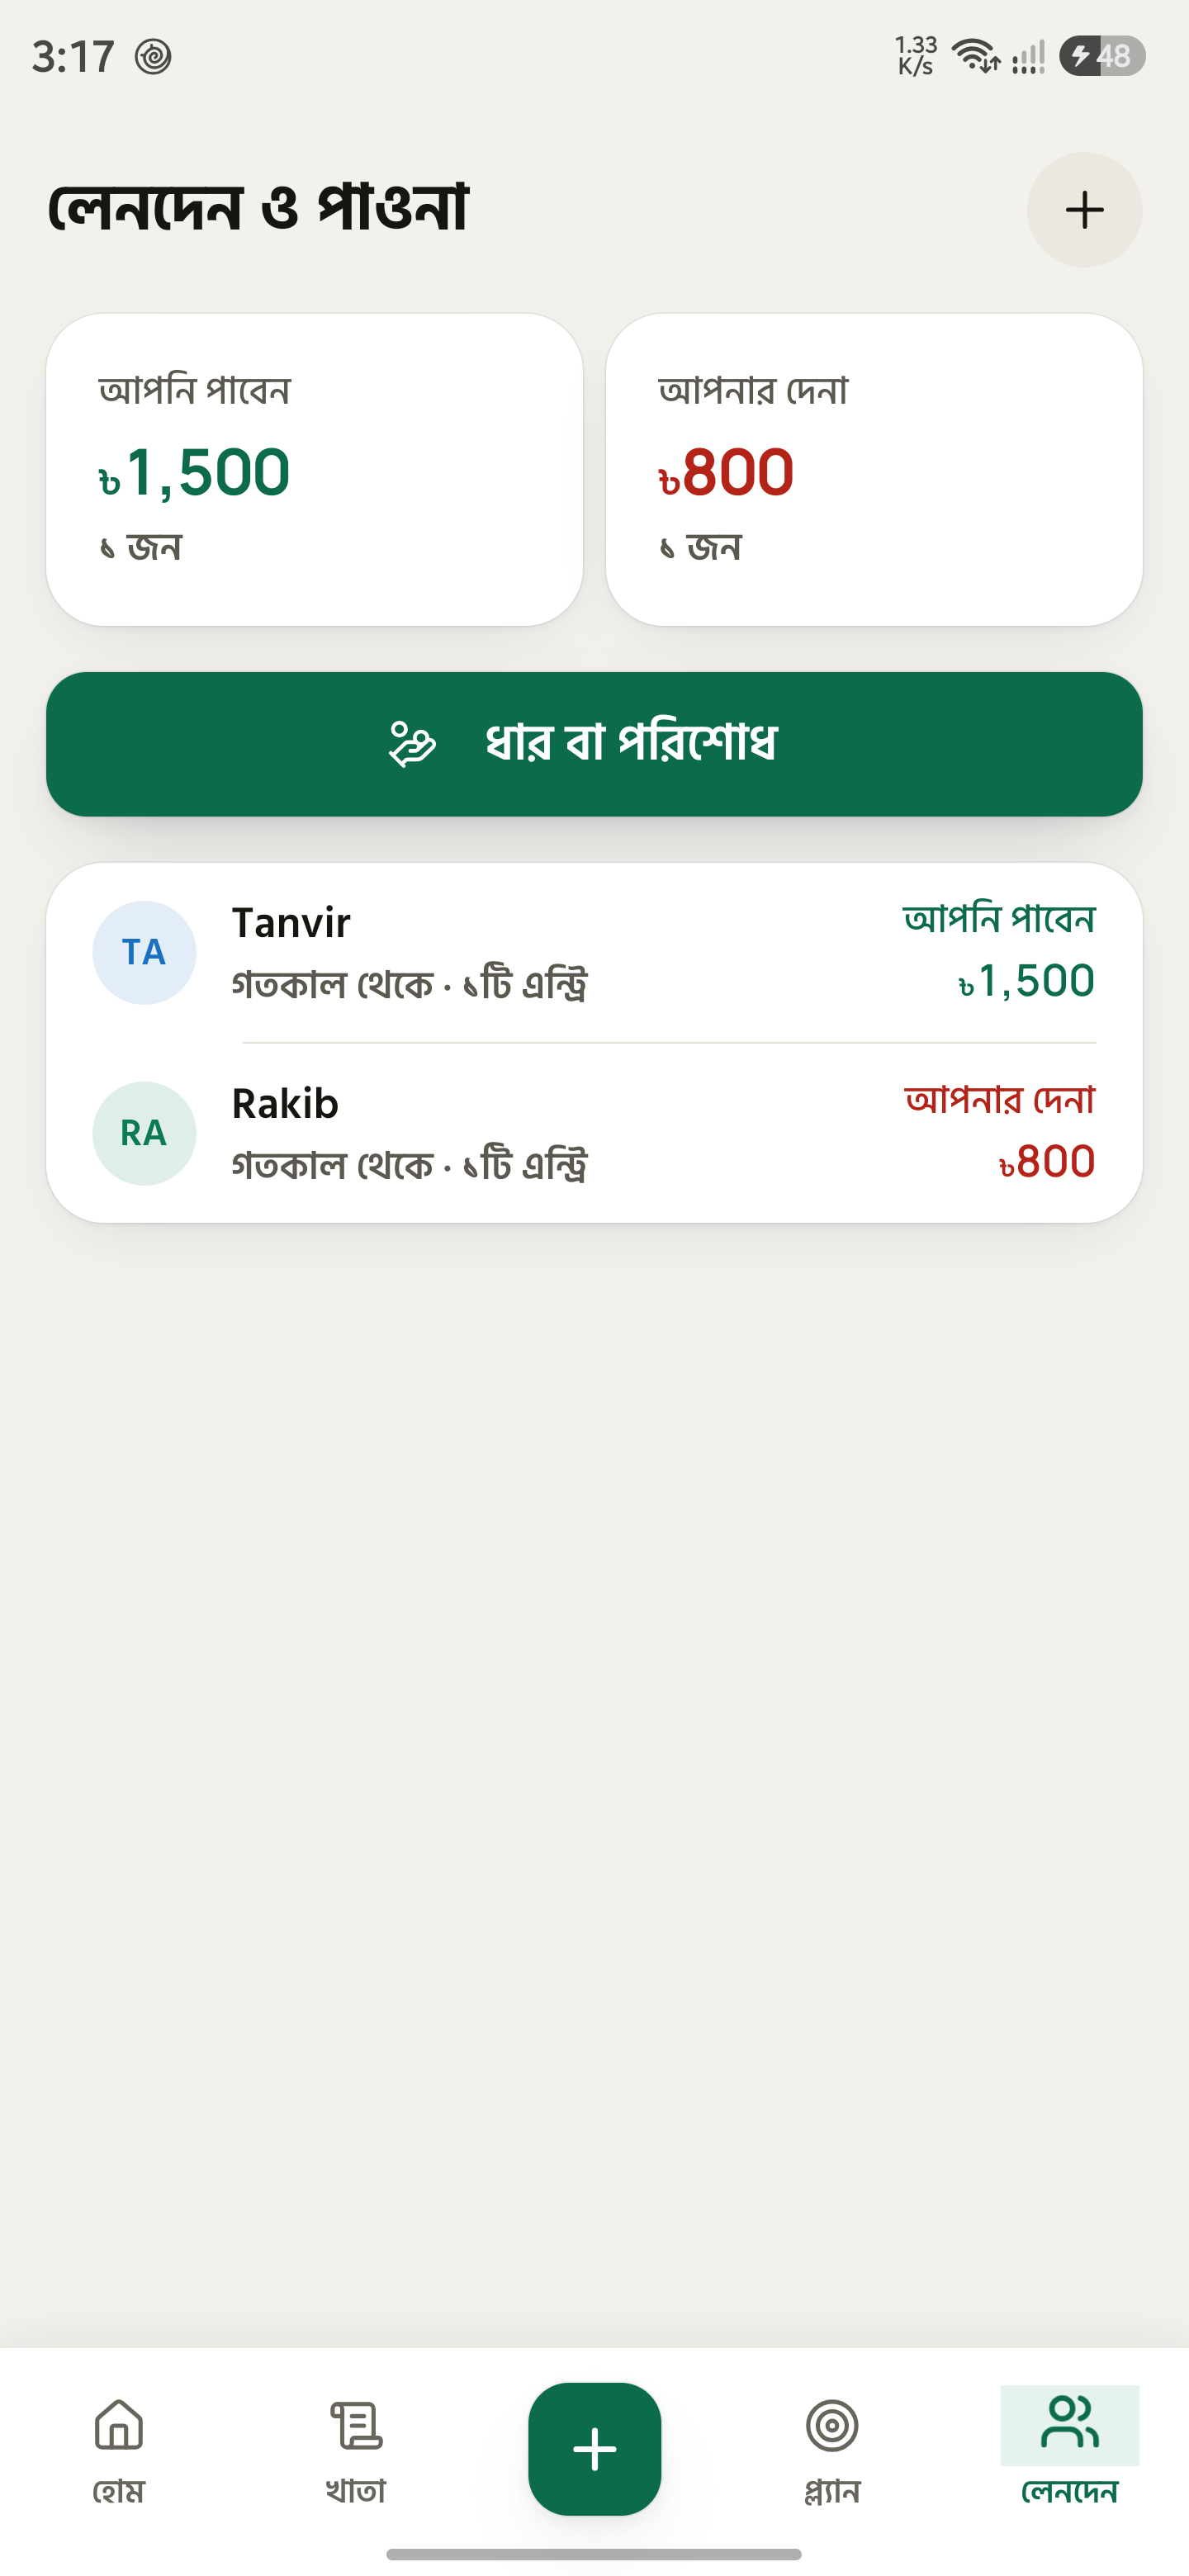 3:17
1.33 K/s
48
লেনদেন ও পাওনা
আপনি পাবেন
৳1,500
১ জন
আপনার দেনা
৳800
১ জন
ধার বা পরিশোধ
TA
Tanvir
গতকাল থেকে · ১টি এন্ট্রি
আপনি পাবেন
৳1,500
RA
Rakib
গতকাল থেকে · ১টি এন্ট্রি
আপনার দেনা
৳800
হোম
খাতা
প্ল্যান
লেনদেন